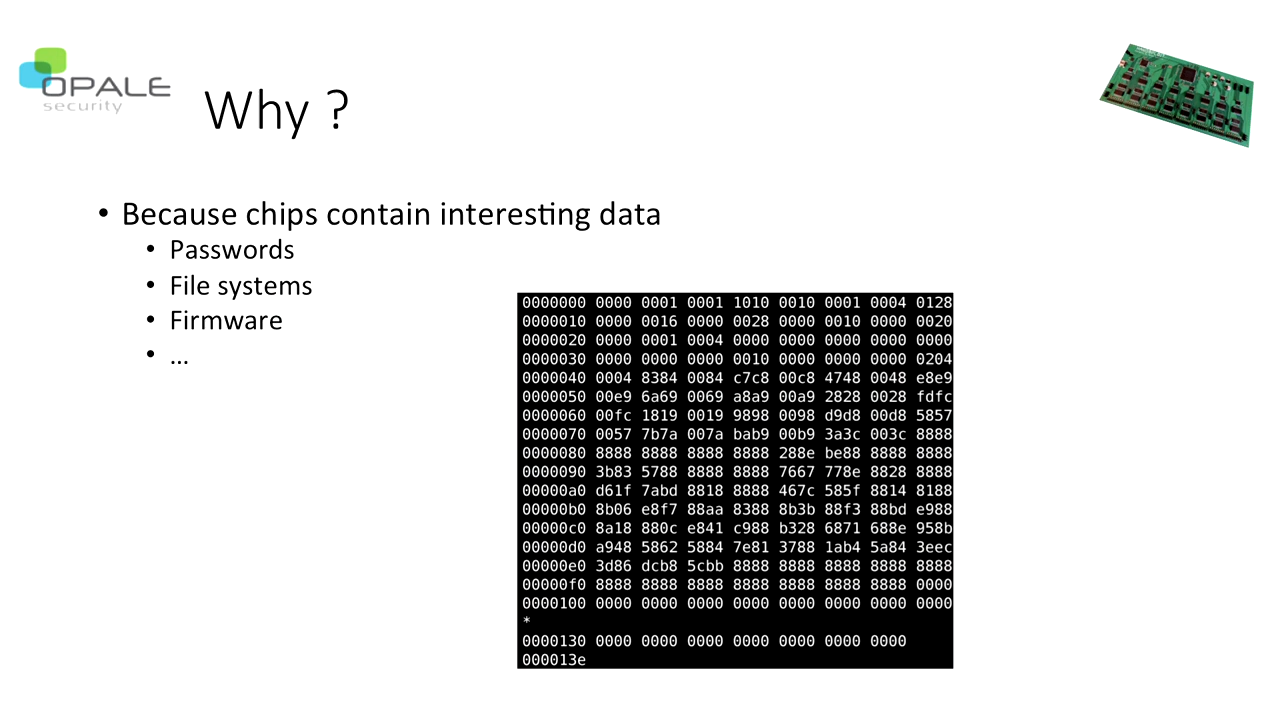 OPALE
security
Why ?
• Because chips contain interesting data
• Passwords
• File systems
• Firmware
• ...
0000000 0000 0001 0001 1010 0010 0001 0004 0128
0000010 0000 0016 0000 0028 0000 0010 0000 0020
0000020 0000 0001 0004 0000 0000 0000 0000 0000
0000030 0000 0000 0000 0010 0000 0000 0000 0204
0000040 0004 8384 0084 c7c8 00c8 4748 0048 e8e9
0000050 00e9 6a69 0069 a8a9 00a9 2828 0028 fdfc
0000060 00fc 1819 0019 9898 0098 d9d8 00d8 5857
0000070 0057 7b7a 007a bab9 00b9 3a3c 003c 8888
0000080 8888 8888 8888 8888 288e be88 8888 8888
0000090 3b83 5788 8888 8888 7667 778e 8828 8888
00000a0 d61f 7abd 8818 8888 467c 585f 8814 8188
00000b0 8b06 e8f7 88aa 8388 8b3b 88f3 88bd e988
00000c0 8a18 880c e841 c988 b328 6871 688e 958b
00000d0 a948 5862 5884 7e81 3788 1ab4 5a84 3eec
00000e0 3d86 dcb8 5cbb 8888 8888 8888 8888 8888
00000f0 8888 8888 8888 8888 8888 8888 8888 0000
0000100 0000 0000 0000 0000 0000 0000 0000 0000
*
0000130 0000 0000 0000 0000 0000 0000 0000
000013e